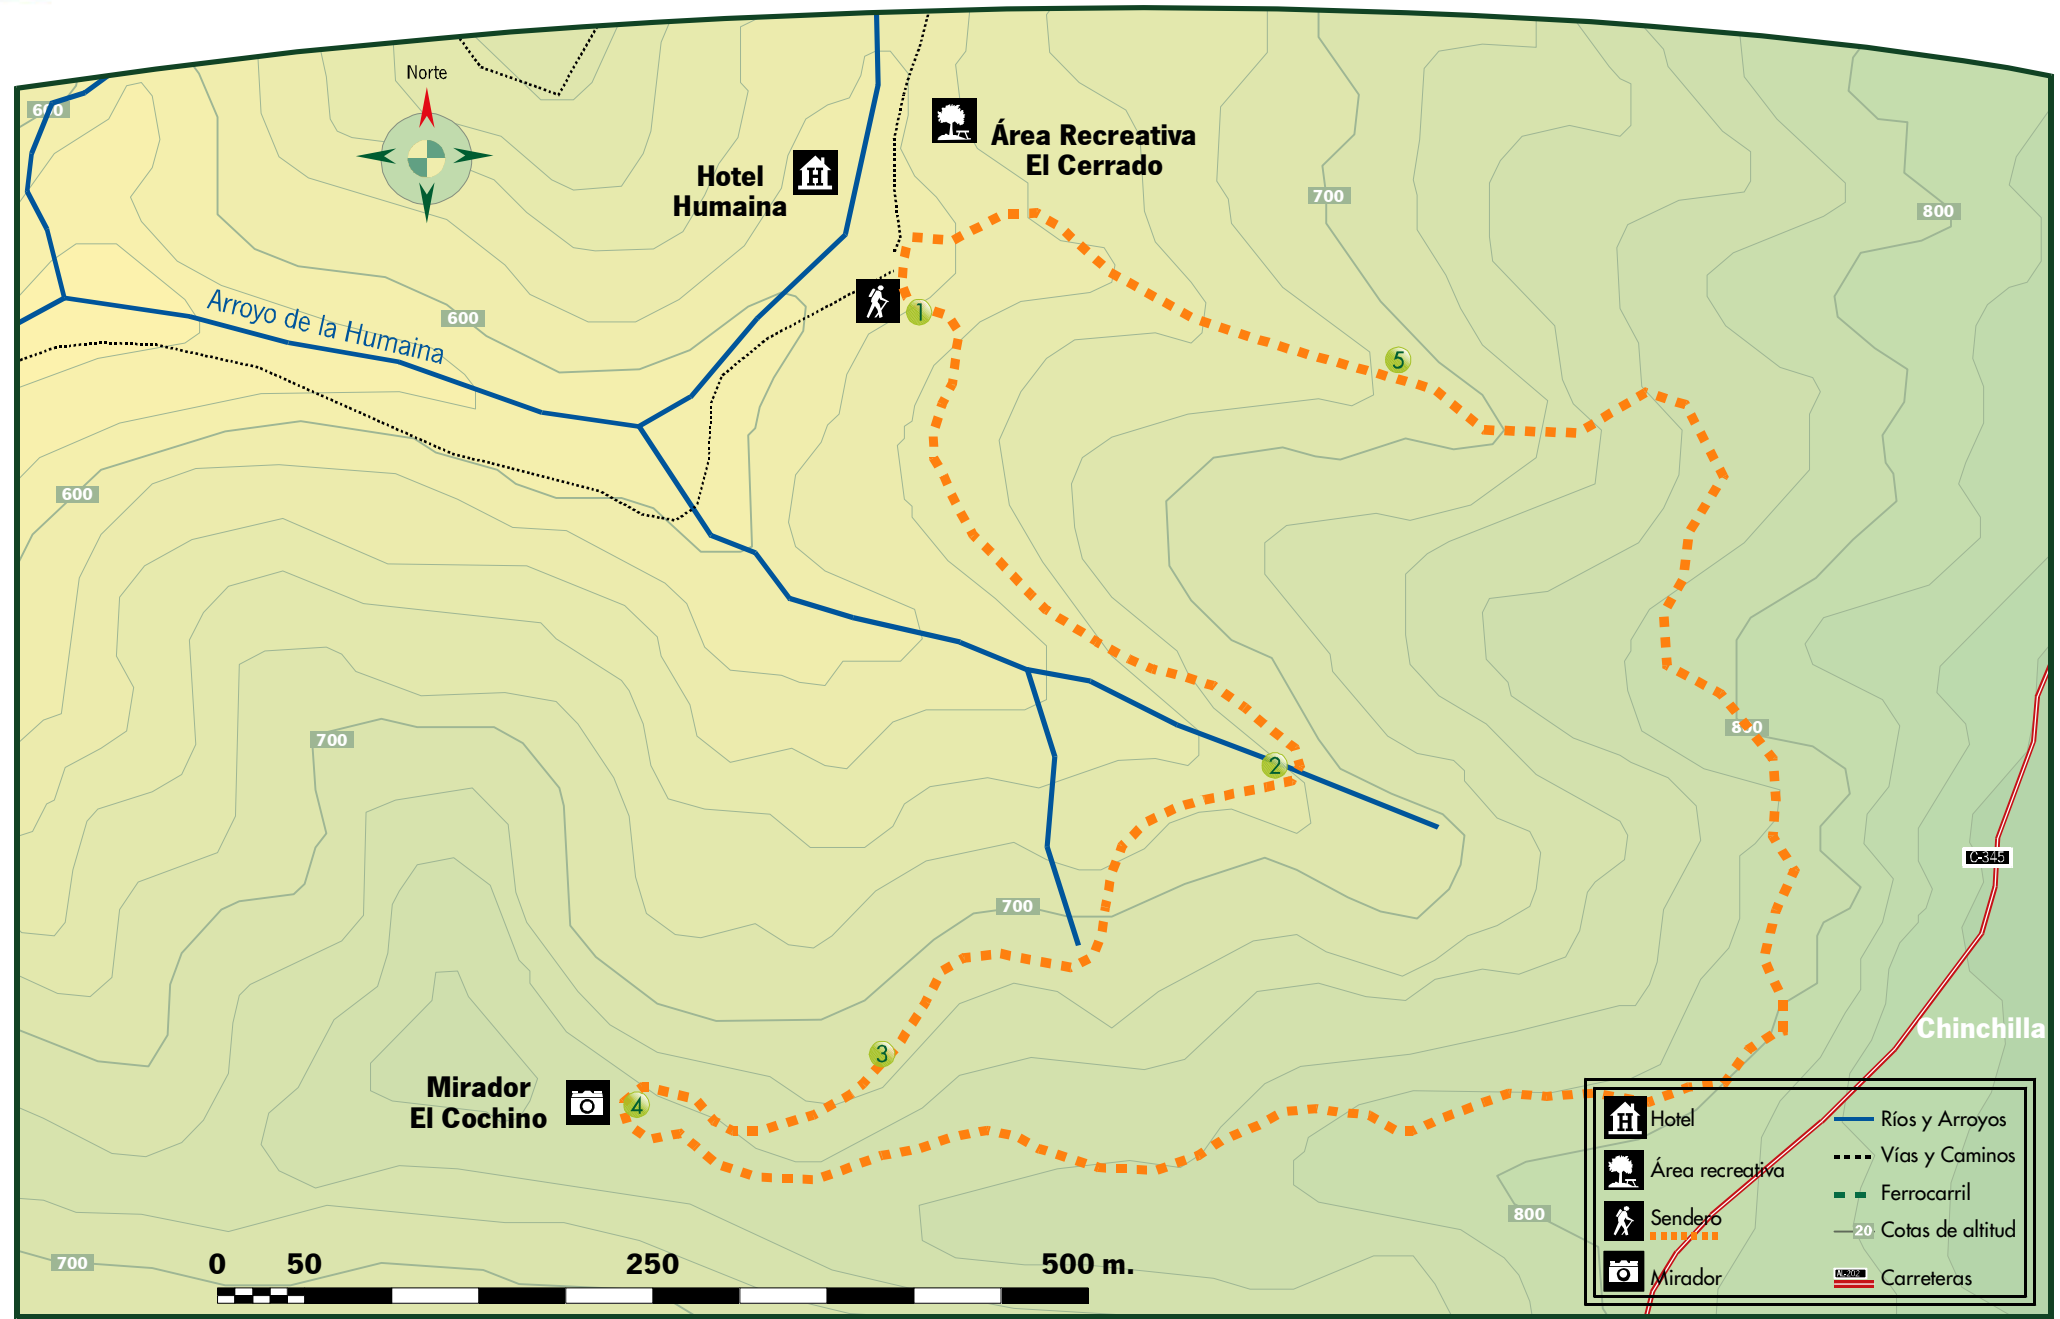 Norte
600
Hotel
Humaina
Área Recreativa
El Cerrado
700
800
Arroyo de la Humaina
600
1
5
600
700
2
800
C-345
700
3
Chinchilla
Mirador
El Cochino
4
800
700
0 50 250 500 m.
Hotel
Área recreativa
Sendero
Mirador
Ríos y Arroyos
Vías y Caminos
Ferrocarril
20 Cotas de altitud
Carreteras